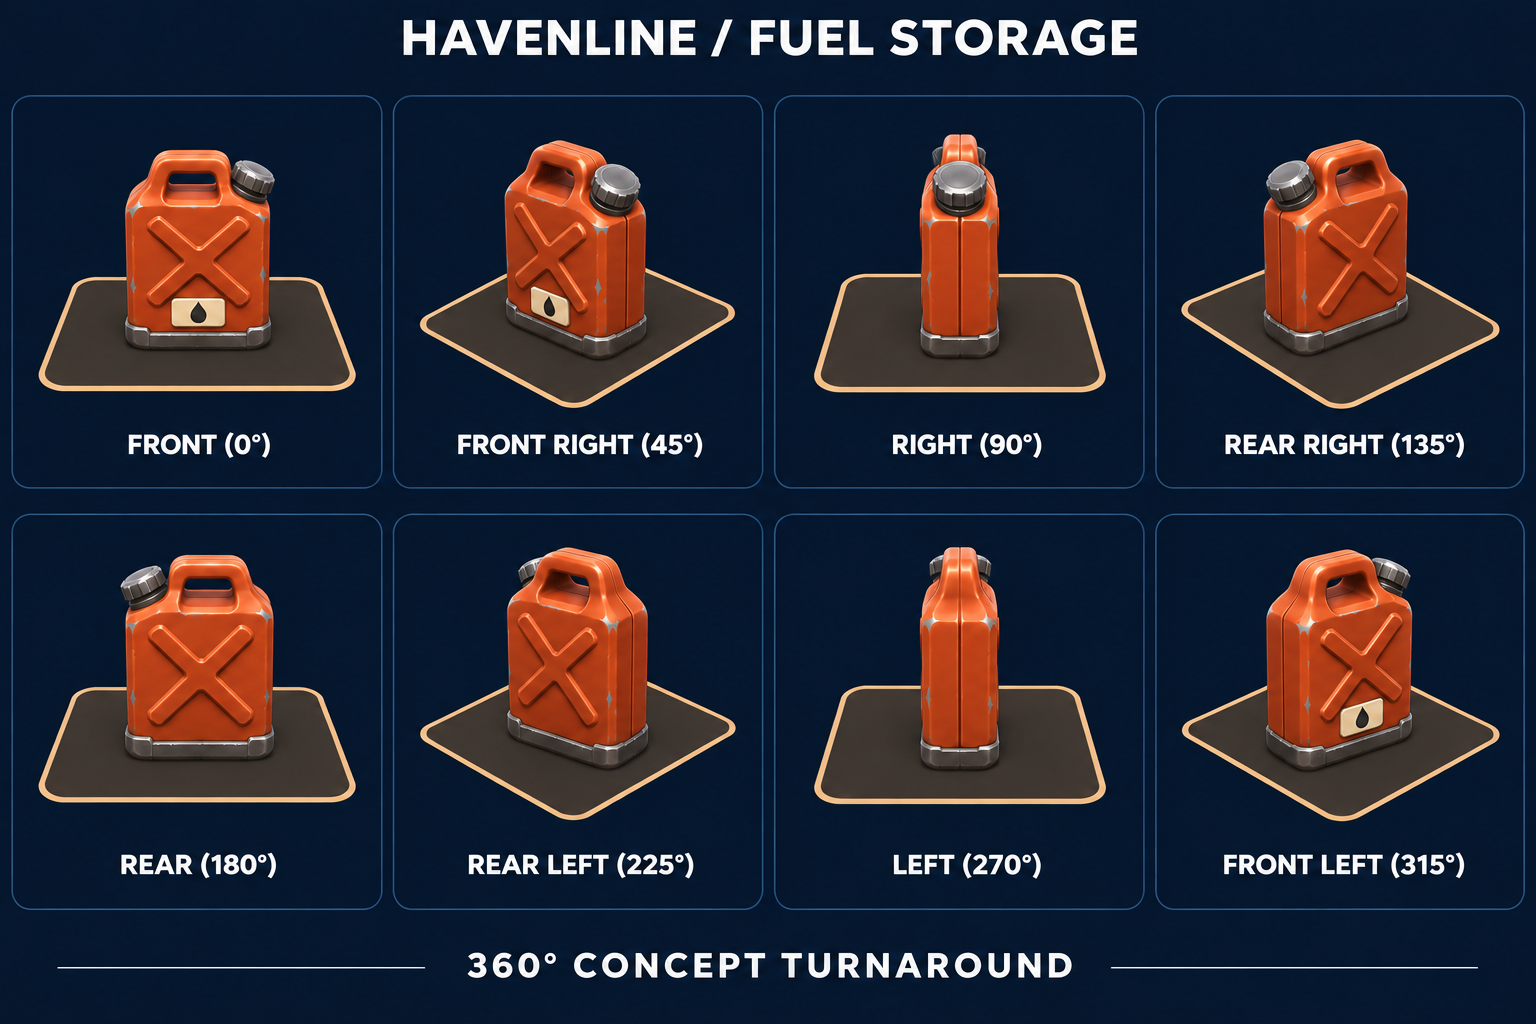 HAVENLINE / FUEL STORAGE
FRONT (0°)
FRONT RIGHT (45°)
RIGHT (90°)
REAR RIGHT (135°)
REAR (180°)
REAR LEFT (225°)
LEFT (270°)
FRONT LEFT (315°)
360° CONCEPT TURNAROUND